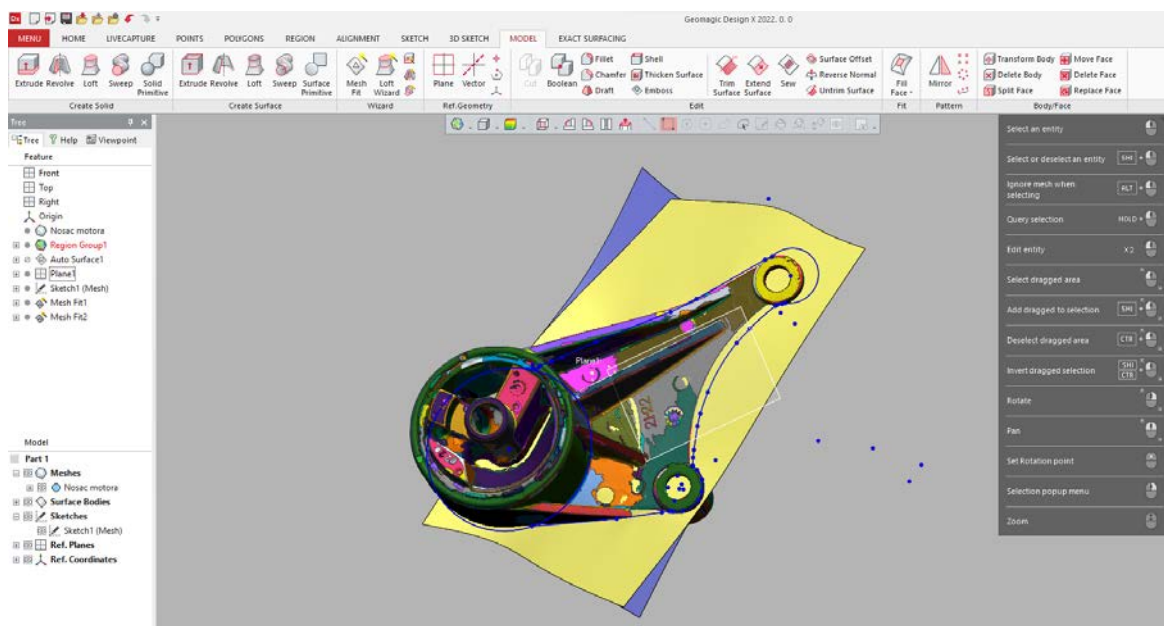 Geomagic Design X 2022. 0. 0
MENU HOME LIVECAPTURE POINTS POLYGONS REGION ALIGNMENT SKETCH 3D SKETCH MODEL EXACT SURFACING
Extrude Revolve Loft Sweep Solid Primitive
Create Solid
Extrude Revolve Loft Sweep Surface Primitive
Create Surface
Mesh Fit Loft Wizard
Wizard
Plane Vector
Ref.Geometry
Cut Boolean
Fillet Shell
Chamfer Thicken Surface
Draft Emboss
Trim Surface Extend Surface Sew
Surface Offset
Reverse Normal
Untrim Surface
Edit
Fill Face
Fit
Mirror
Pattern
Transform Body Move Face
Delete Body Delete Face
Split Face Replace Face
Body/Face
Tree
Tree Help Viewpoint
Feature
Front
Top
Right
Origin
Nosac motora
Region Group1
Auto Surface1
Plane1
Sketch1 (Mesh)
Mesh Fit1
Mesh Fit2
Model
Part 1
Meshes
Nosac motora
Surface Bodies
Sketches
Sketch1 (Mesh)
Ref. Planes
Ref. Coordinates
Plane1
Select an entity
Select or deselect an entity SHI +
Ignore mesh when selecting ALT +
Query selection HOLD +
Edit entity X2
Select dragged area
Add dragged to selection SHI +
Deselect dragged area CTR +
Invert dragged selection SHI CTR +
Rotate
Pan
Set Rotation point
Selection popup menu
Zoom